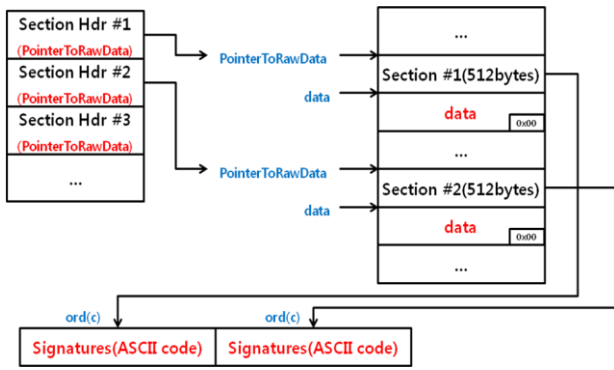 Section Hdr #1
(PointerToRawData)
Section Hdr #2
(PointerToRawData)
Section Hdr #3
(PointerToRawData)
...
PointerToRawData
data
PointerToRawData
data
...
Section #1(512bytes)
data
0x00
...
Section #2(512bytes)
data
0x00
...
ord(c)
ord(c)
Signatures(ASCII code)
Signatures(ASCII code)